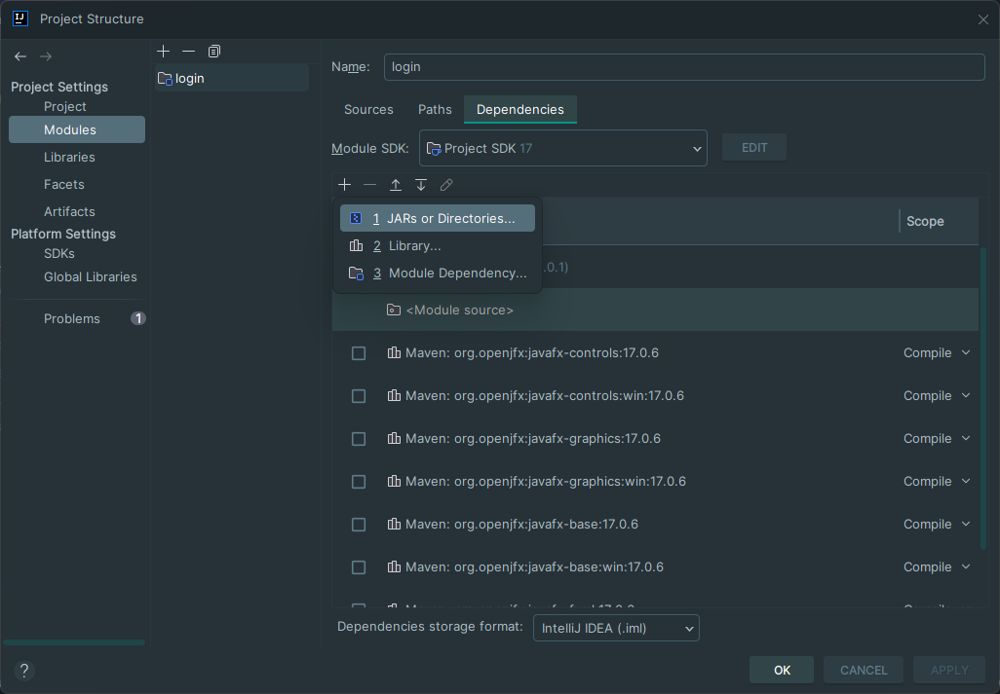 Project Structure
Project Settings
Project
Modules
Libraries
Facets
Artifacts
Platform Settings
SDKs
Global Libraries
Problems 1
login
Name: login
Sources Paths Dependencies
Module SDK: Project SDK 17 EDIT
1 JARs or Directories...
2 Library...
3 Module Dependency...
Scope
.0.1)
<Module source>
Maven: org.openjfx:javafx-controls:17.0.6 Compile
Maven: org.openjfx:javafx-controls:win:17.0.6 Compile
Maven: org.openjfx:javafx-graphics:17.0.6 Compile
Maven: org.openjfx:javafx-graphics:win:17.0.6 Compile
Maven: org.openjfx:javafx-base:17.0.6 Compile
Maven: org.openjfx:javafx-base:win:17.0.6 Compile
Dependencies storage format: IntelliJ IDEA (.iml)
? OK CANCEL APPLY